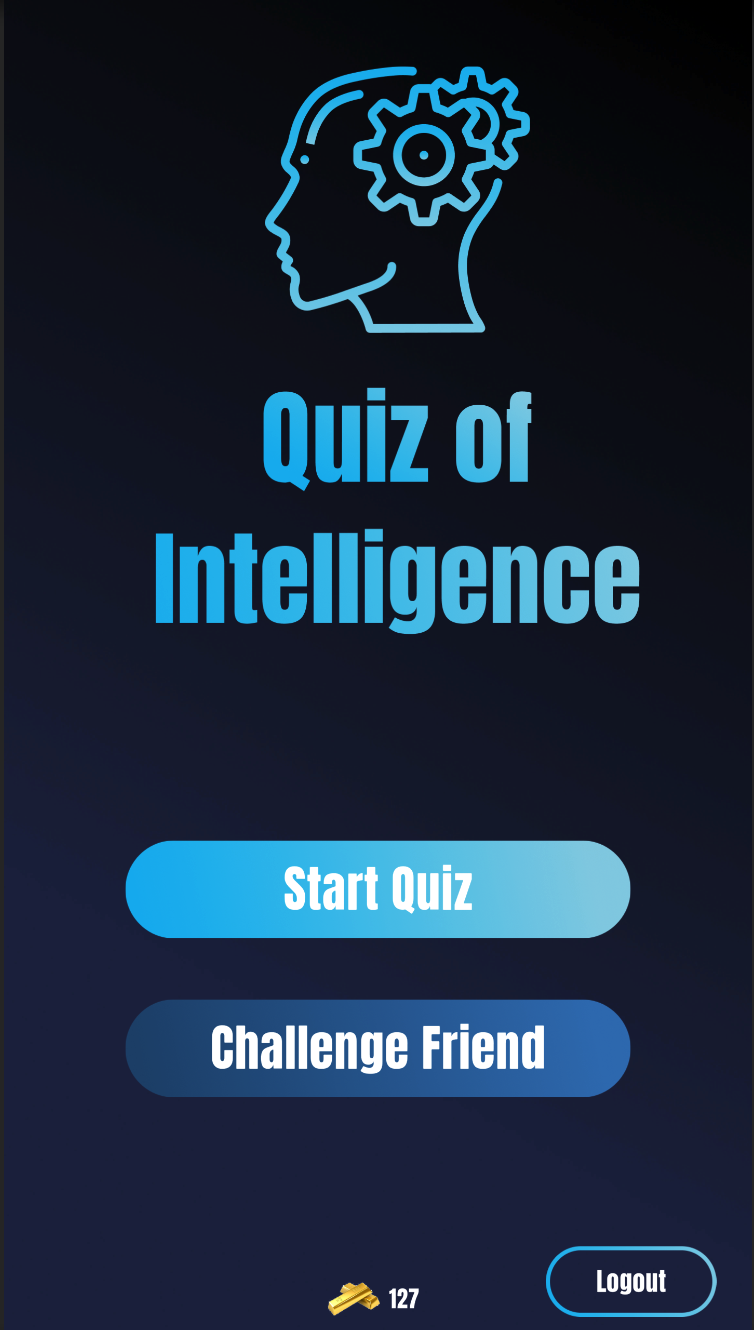 Quiz of
Intelligence
Start Quiz
Challenge Friend
127
Logout